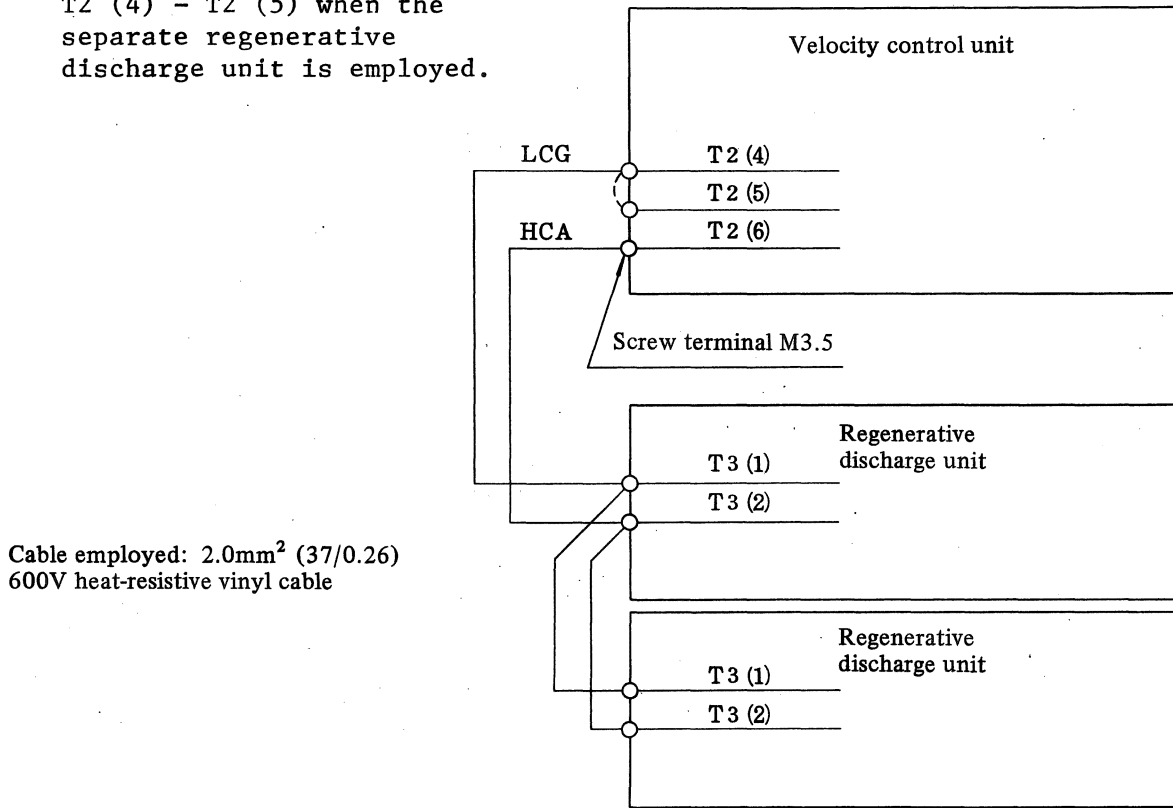 T2 (4) - T2 (5) when the
separate regenerative
discharge unit is employed.
Velocity control unit
LCG
T2 (4)
T2 (5)
HCA
T2 (6)
Screw terminal M3.5
Regenerative
discharge unit
T3 (1)
T3 (2)
Cable employed: 2.0mm² (37/0.26)
600V heat-resistive vinyl cable
Regenerative
discharge unit
T3 (1)
T3 (2)